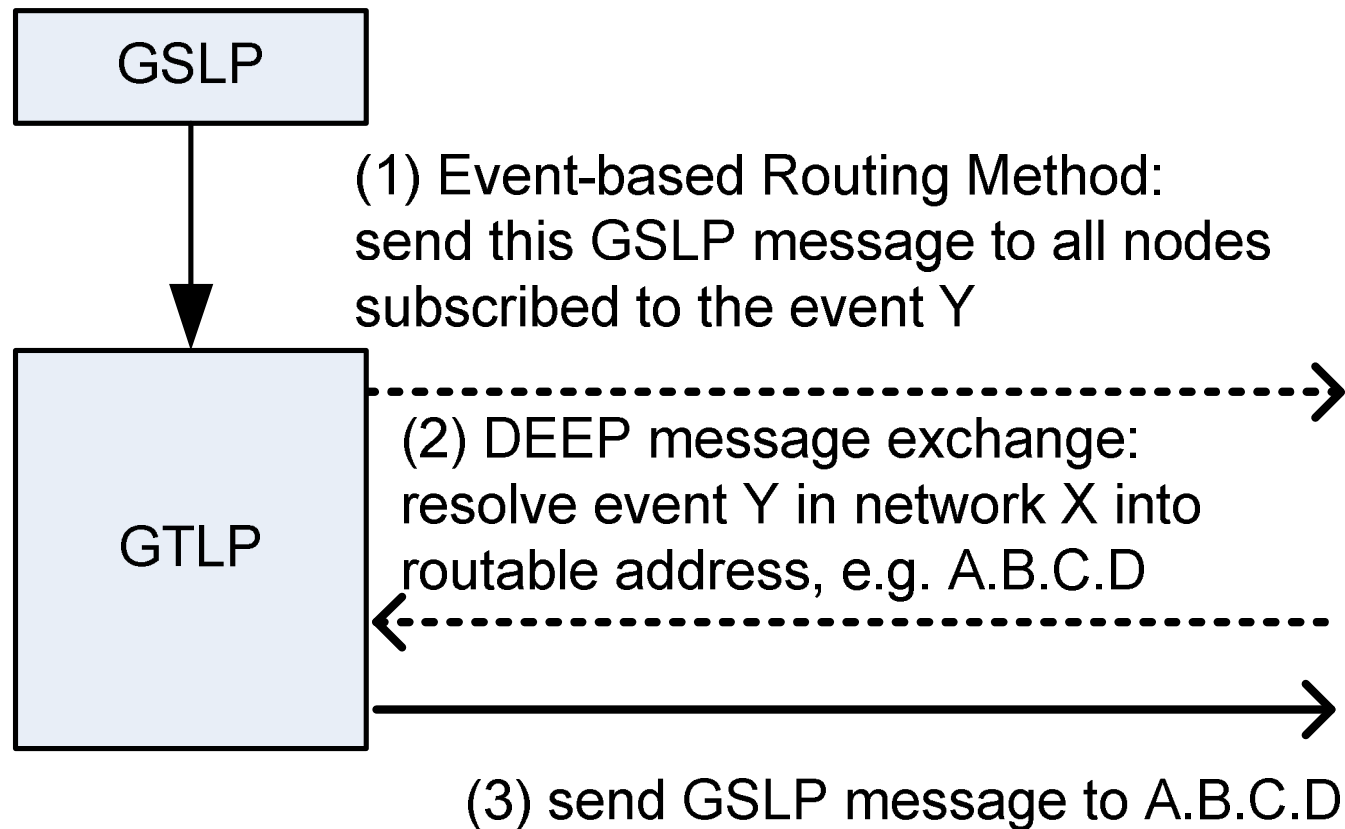 GSLP
(1) Event-based Routing Method:
send this GSLP message to all nodes
subscribed to the event Y
(2) DEEP message exchange:
resolve event Y in network X into
routable address, e.g. A.B.C.D
GTLP
(3) send GSLP message to A.B.C.D